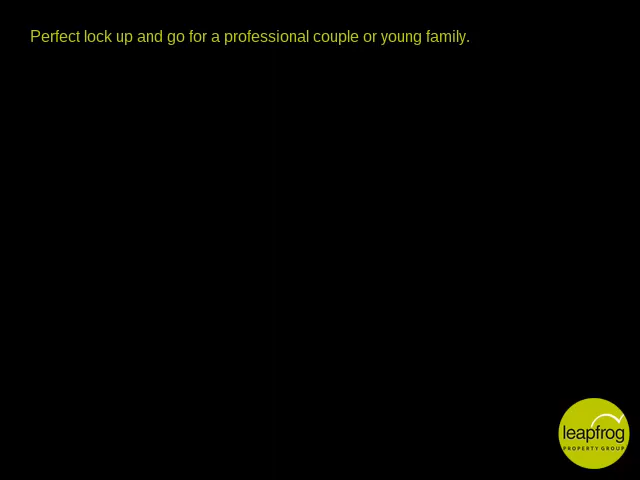 Perfect lock up and go for a professional couple or young family.
leapfrog
PROPERTY GROUP